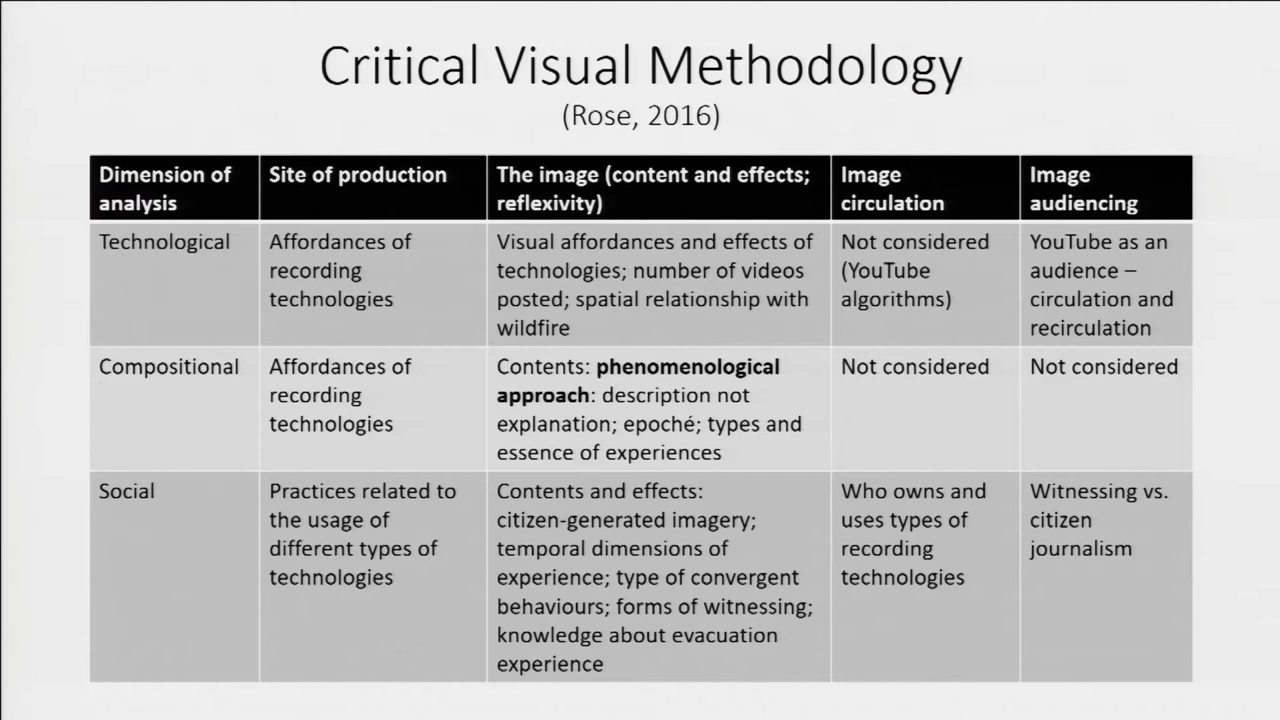 Critical Visual Methodology
(Rose, 2016)
Dimension of analysis | Site of production | The image (content and effects; reflexivity) | Image circulation | Image audiencing
Technological | Affordances of recording technologies | Visual affordances and effects of technologies; number of videos posted; spatial relationship with wildfire | Not considered (YouTube algorithms) | YouTube as an audience – circulation and recirculation
Compositional | Affordances of recording technologies | Contents: phenomenological approach: description not explanation; epoché; types and essence of experiences | Not considered | Not considered
Social | Practices related to the usage of different types of technologies | Contents and effects: citizen-generated imagery; temporal dimensions of experience; type of convergent behaviours; forms of witnessing; knowledge about evacuation experience | Who owns and uses types of recording technologies | Witnessing vs. citizen journalism